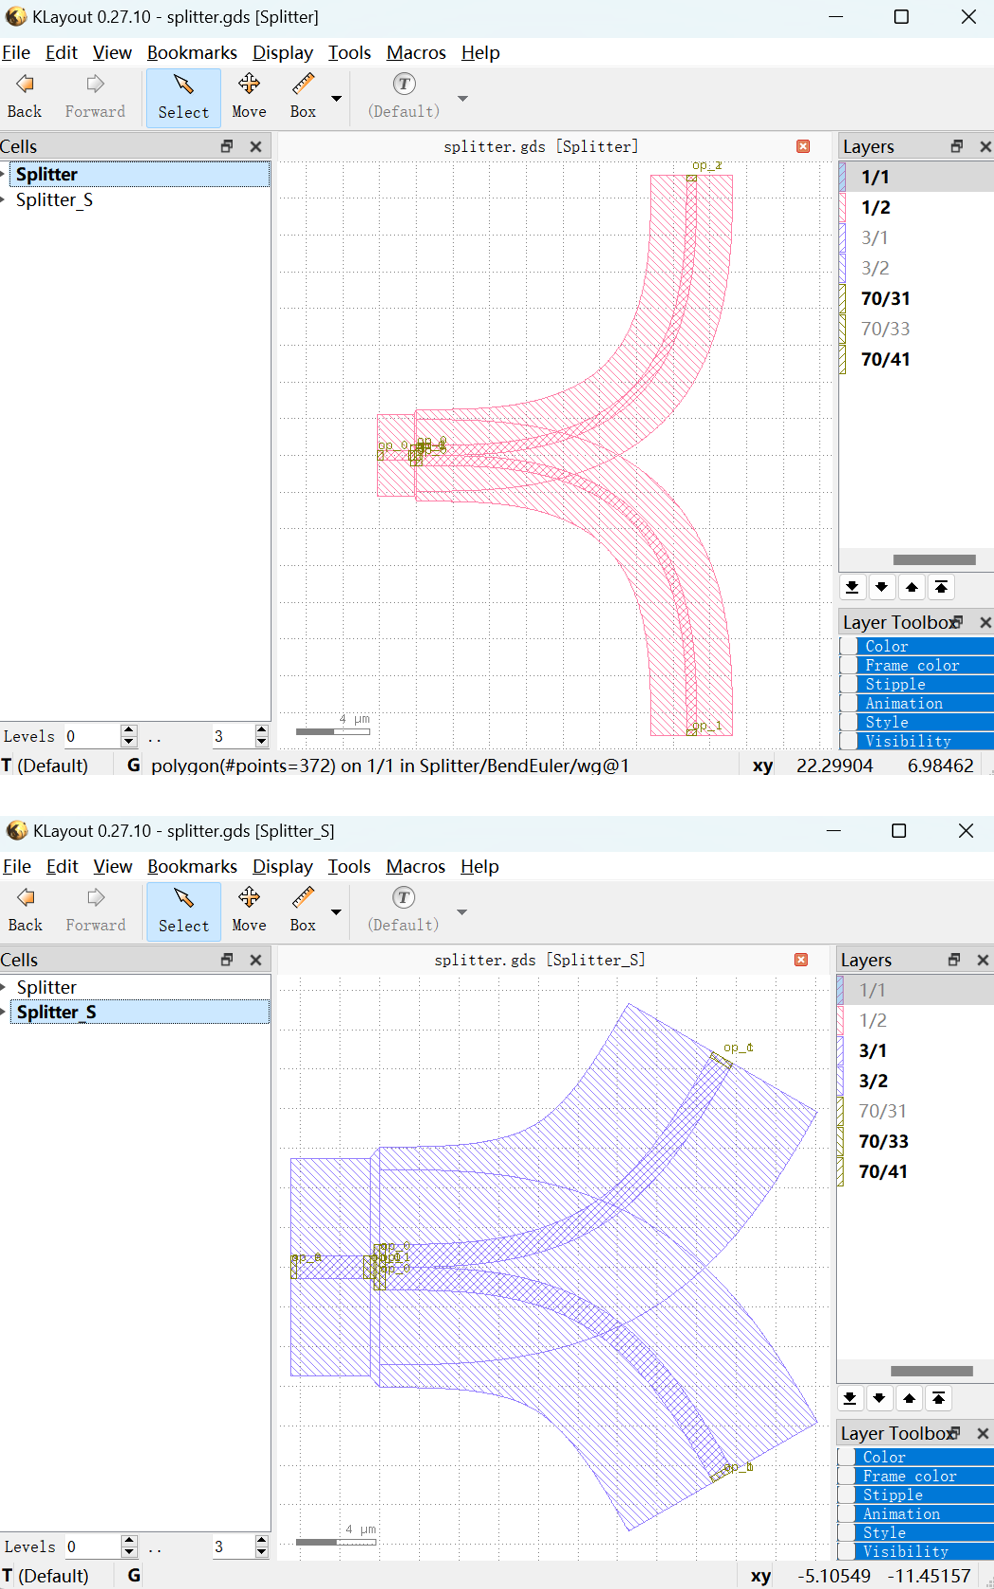 KLayout 0.27.10 - splitter.gds [Splitter]
File Edit View Bookmarks Display Tools Macros Help
Back Forward Select Move Box (Default)
Cells
splitter.gds [Splitter]
Layers
Splitter
Splitter_S
1/1
1/2
3/1
3/2
70/31
70/33
70/41
op_0
op_1
Layer Toolbox
Color
Frame color
Stipple
Animation
Style
Visibility
4 μm
Levels 0 .. 3
T (Default) G polygon(#points=372) on 1/1 in Splitter/BendEuler/wg@1 xy 22.29904 6.98462
KLayout 0.27.10 - splitter.gds [Splitter_S]
File Edit View Bookmarks Display Tools Macros Help
Back Forward Select Move Box (Default)
Cells
splitter.gds [Splitter_S]
Layers
Splitter
Splitter_S
1/1
1/2
3/1
3/2
70/31
70/33
70/41
op_0
Layer Toolbox
Color
Frame color
Stipple
Animation
Style
Visibility
4 μm
Levels 0 .. 3
T (Default) G xy -5.10549 -11.45157